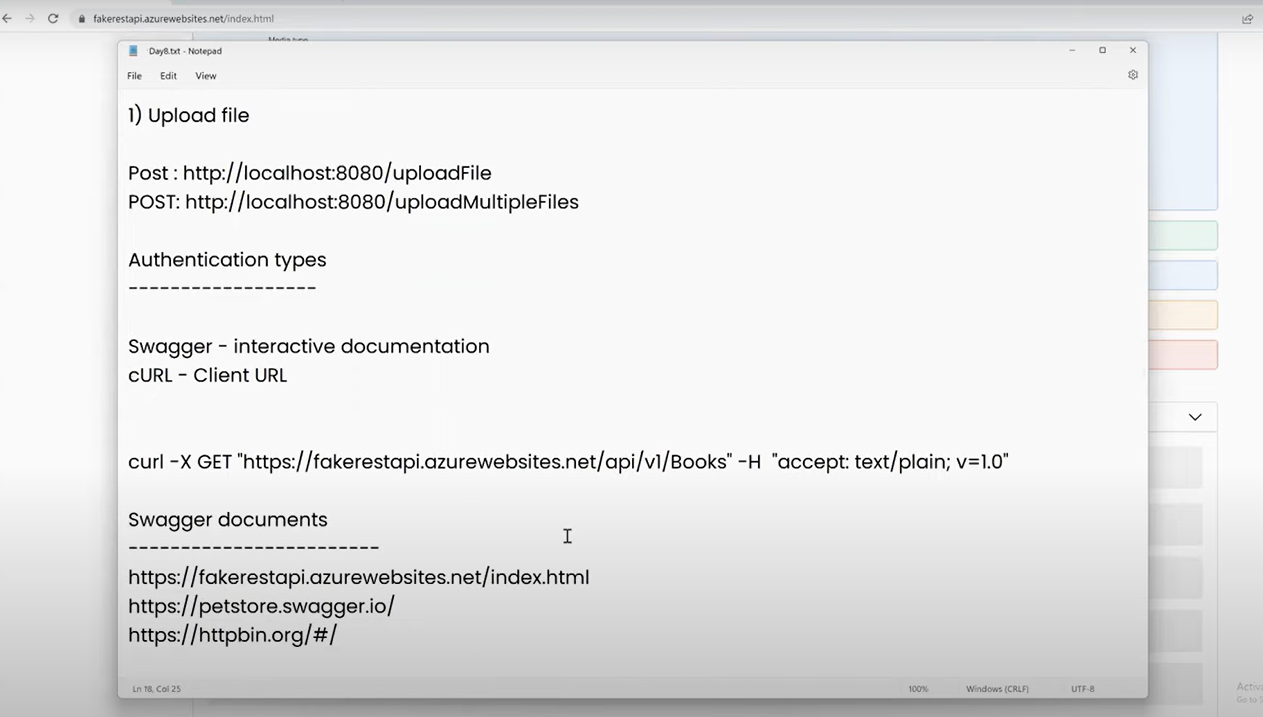 fakerestapi.azurewebsites.net/index.html
Media type
Day8.txt - Notepad
File Edit View
1) Upload file
Post : http://localhost:8080/uploadFile
POST: http://localhost:8080/uploadMultipleFiles
Authentication types
------------------
Swagger - interactive documentation
cURL - Client URL
curl -X GET "https://fakerestapi.azurewebsites.net/api/v1/Books" -H  "accept: text/plain; v=1.0"
Swagger documents
------------------------
https://fakerestapi.azurewebsites.net/index.html
https://petstore.swagger.io/
https://httpbin.org/#/
Ln 18, Col 25 100% Windows (CRLF) UTF-8